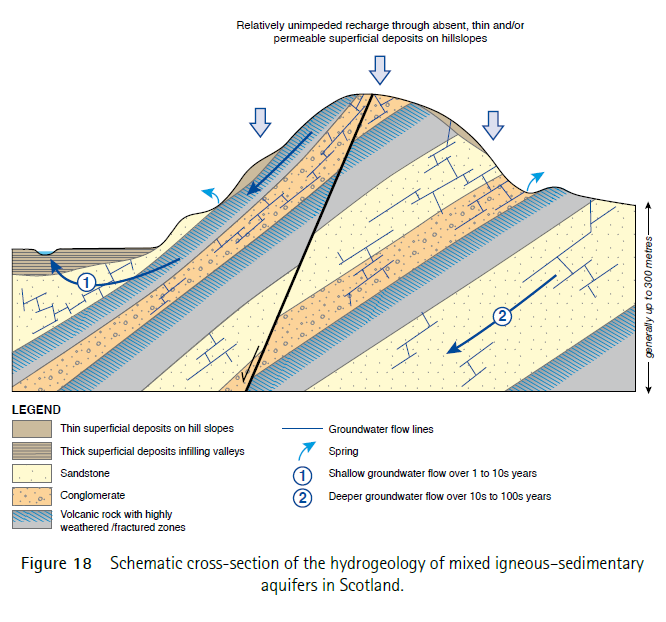 Relatively unimpeded recharge through absent, thin and/or
permeable superficial deposits on hillslopes
1
2
generally up to 300 metres
LEGEND
Thin superficial deposits on hill slopes
Thick superficial deposits infilling valleys
Sandstone
Conglomerate
Volcanic rock with highly
weathered /fractured zones
Groundwater flow lines
Spring
1 Shallow groundwater flow over 1 to 10s years
2 Deeper groundwater flow over 10s to 100s years
Figure 18 Schematic cross-section of the hydrogeology of mixed igneous–sedimentary
aquifers in Scotland.